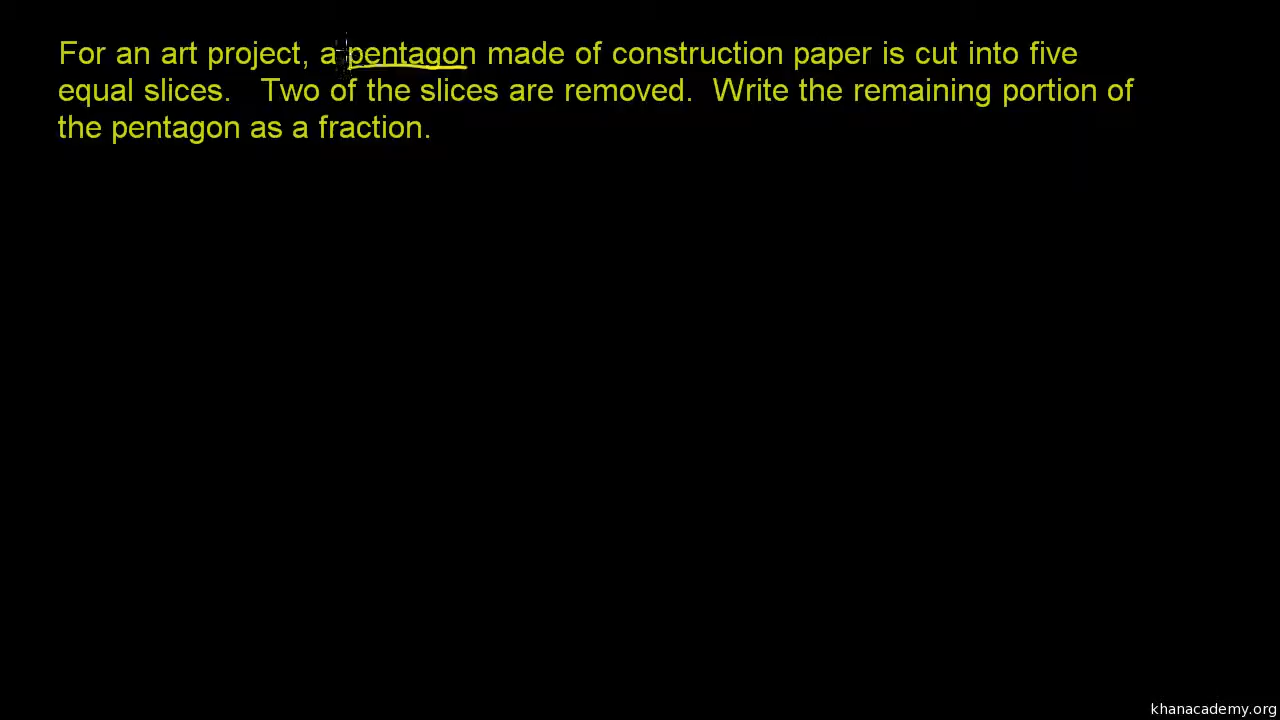 For an art project, a pentagon made of construction paper is cut into five
equal slices. Two of the slices are removed. Write the remaining portion of
the pentagon as a fraction.
khanacademy.org